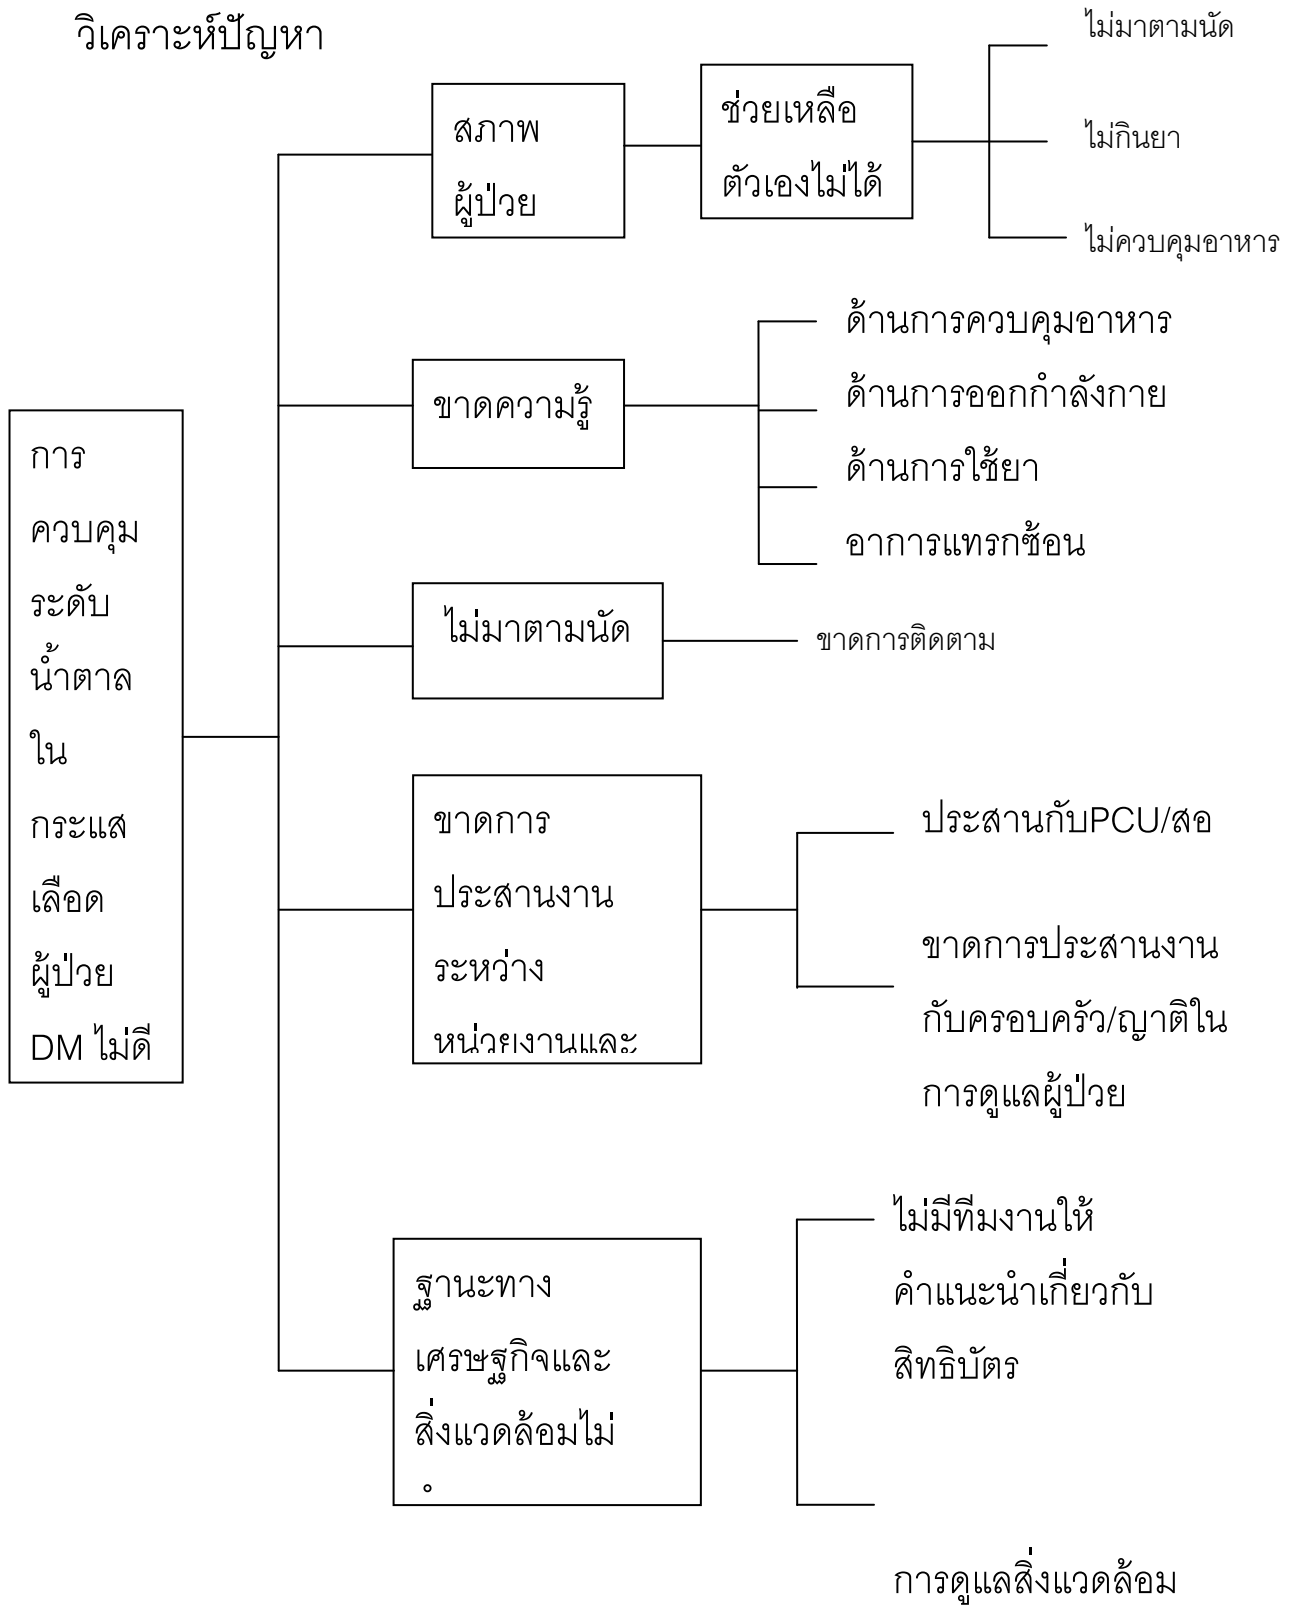 วิเคราะห์ปัญหา
การ
ควบคุม
ระดับ
น้ำตาล
ใน
กระแส
เลือด
ผู้ป่วย
DM ไม่ดี
สภาพ
ผู้ป่วย
ช่วยเหลือ
ตัวเองไม่ได้
ไม่มาตามนัด
ไม่กินยา
ไม่ควบคุมอาหาร
ขาดความรู้
ด้านการควบคุมอาหาร
ด้านการออกกำลังกาย
ด้านการใช้ยา
อาการแทรกซ้อน
ไม่มาตามนัด
ขาดการติดตาม
ขาดการ
ประสานงาน
ระหว่าง
หน่วยงานและ
ประสานกับPCU/สอ
ขาดการประสานงาน
กับครอบครัว/ญาติใน
การดูแลผู้ป่วย
ฐานะทาง
เศรษฐกิจและ
สิ่งแวดล้อมไม่
ไม่มีทีมงานให้
คำแนะนำเกี่ยวกับ
สิทธิบัตร
การดูแลสิ่งแวดล้อม